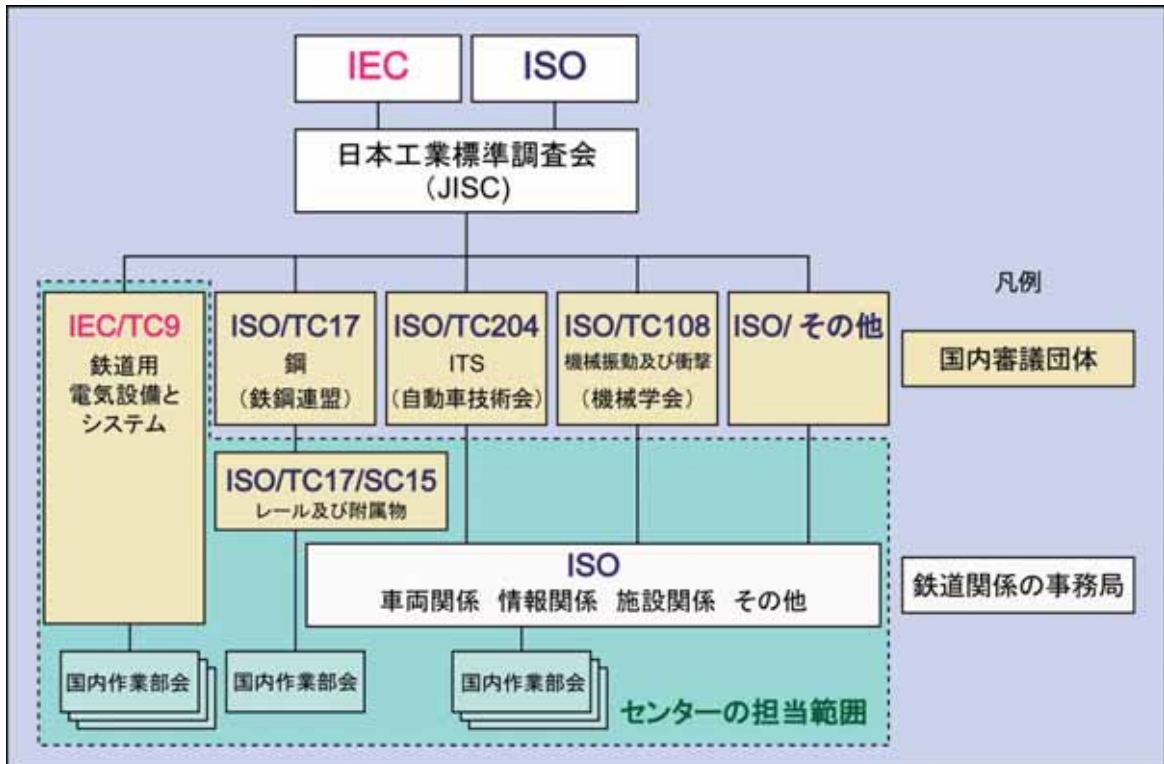 IEC
ISO
日本工業標準調査会
(JISC)
IEC/TC9
鉄道用
電気設備と
システム
ISO/TC17
鋼
(鉄鋼連盟)
ISO/TC204
ITS
(自動車技術会)
ISO/TC108
機械振動及び衝撃
(機械学会)
ISO/ その他
凡例
国内審議団体
ISO/TC17/SC15
レール及び附属物
ISO
車両関係 情報関係 施設関係 その他
鉄道関係の事務局
国内作業部会
国内作業部会
国内作業部会
センターの担当範囲